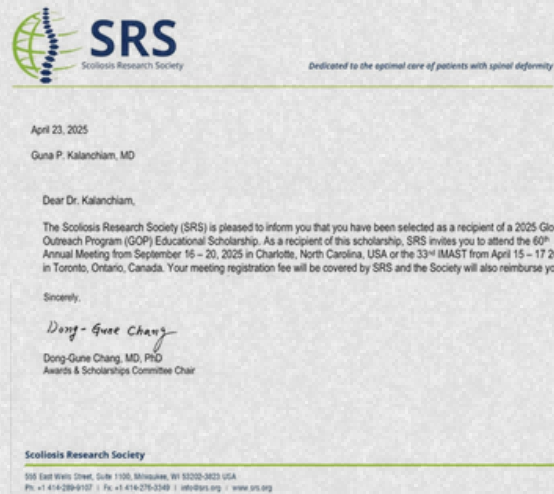 SRS
Scoliosis Research Society
Dedicated to the optimal care of patients with spinal deformity
April 23, 2025
Guna P. Kalanchiam, MD
Dear Dr. Kalanchiam,
The Scoliosis Research Society (SRS) is pleased to inform you that you have been selected as a recipient of a 2025 Glo
Outreach Program (GOP) Educational Scholarship. As a recipient of this scholarship, SRS invites you to attend the 60th
Annual Meeting from September 16 – 20, 2025 in Charlotte, North Carolina, USA or the 33rd IMAST from April 15 – 17 2
in Toronto, Ontario, Canada. Your meeting registration fee will be covered by SRS and the Society will also reimburse yo
Sincerely,
Dong-Gune Chang
Dong-Gune Chang, MD, PhD
Awards & Scholarships Committee Chair
Scoliosis Research Society
555 East Wells Street, Suite 1100, Milwaukee, WI 53202-3823 USA
Ph: +1 414-289-9107 | Fx: +1 414-276-3349 | info@srs.org | www.srs.org